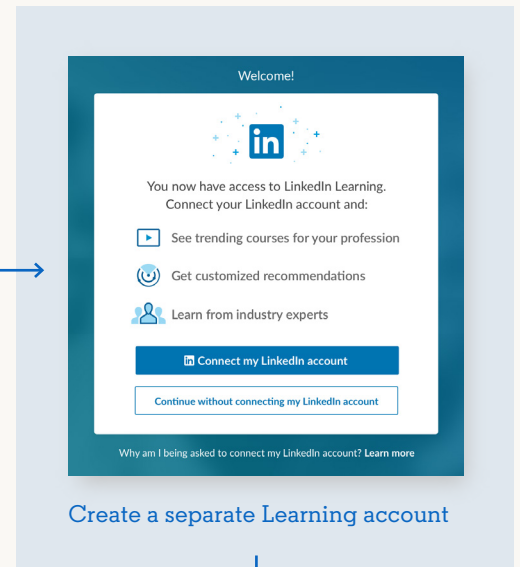 Welcome!
in
You now have access to LinkedIn Learning.
Connect your LinkedIn account and:
See trending courses for your profession
Get customized recommendations
Learn from industry experts
in Connect my LinkedIn account
Continue without connecting my LinkedIn account
Why am I being asked to connect my LinkedIn account? Learn more
Create a separate Learning account